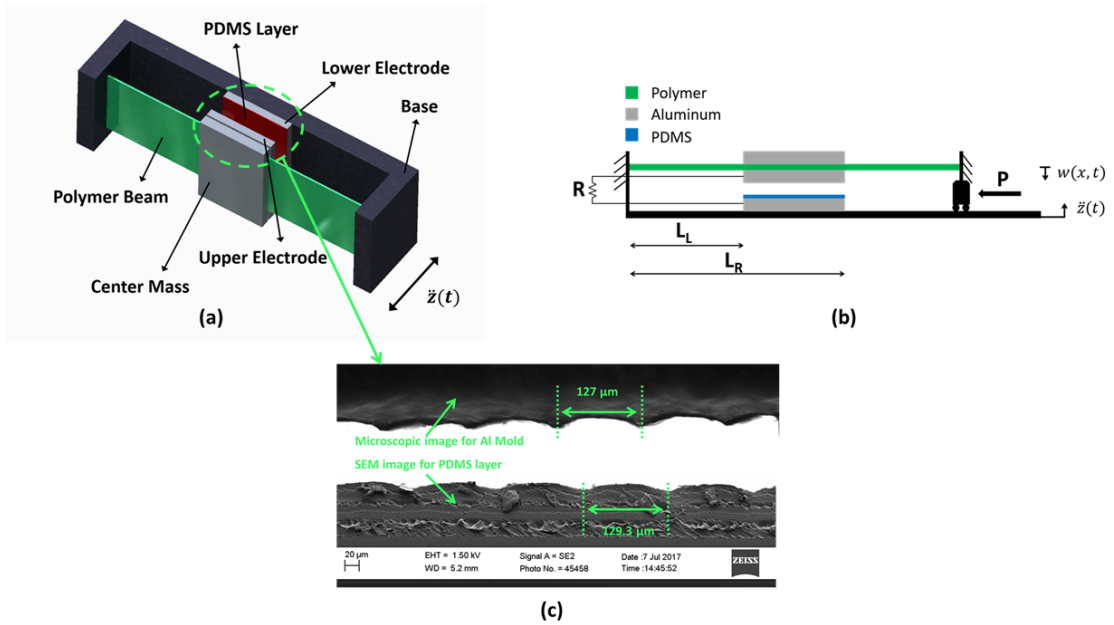 PDMS Layer
Lower Electrode
Base
Polymer Beam
Upper Electrode
Center Mass
z̈(t)
(a)
Polymer
Aluminum
PDMS
R
w(x, t)
P
z̈(t)
L_L
L_R
(b)
127 μm
Microscopic image for Al Mold
SEM image for PDMS layer
129.3 μm
20 μm
EHT = 1.50 kV
Signal A = SE2
Date :7 Jul 2017
WD = 5.2 mm
Photo No. = 45458
Time :14:45:52
ZEISS
(c)